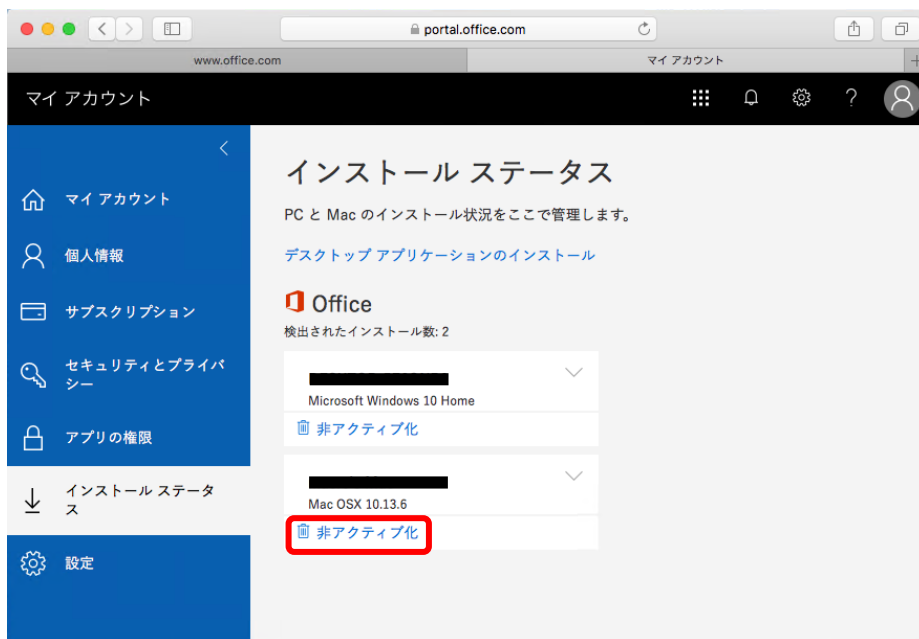 portal.office.com
www.office.com
マイ アカウント
マイ アカウント
マイ アカウント
個人情報
サブスクリプション
セキュリティとプライバ
シー
アプリの権限
インストール ステータ
ス
設定
インストール ステータス
PC と Mac のインストール状況をここで管理します。
デスクトップ アプリケーションのインストール
Office
検出されたインストール数: 2
Microsoft Windows 10 Home
非アクティブ化
Mac OSX 10.13.6
非アクティブ化